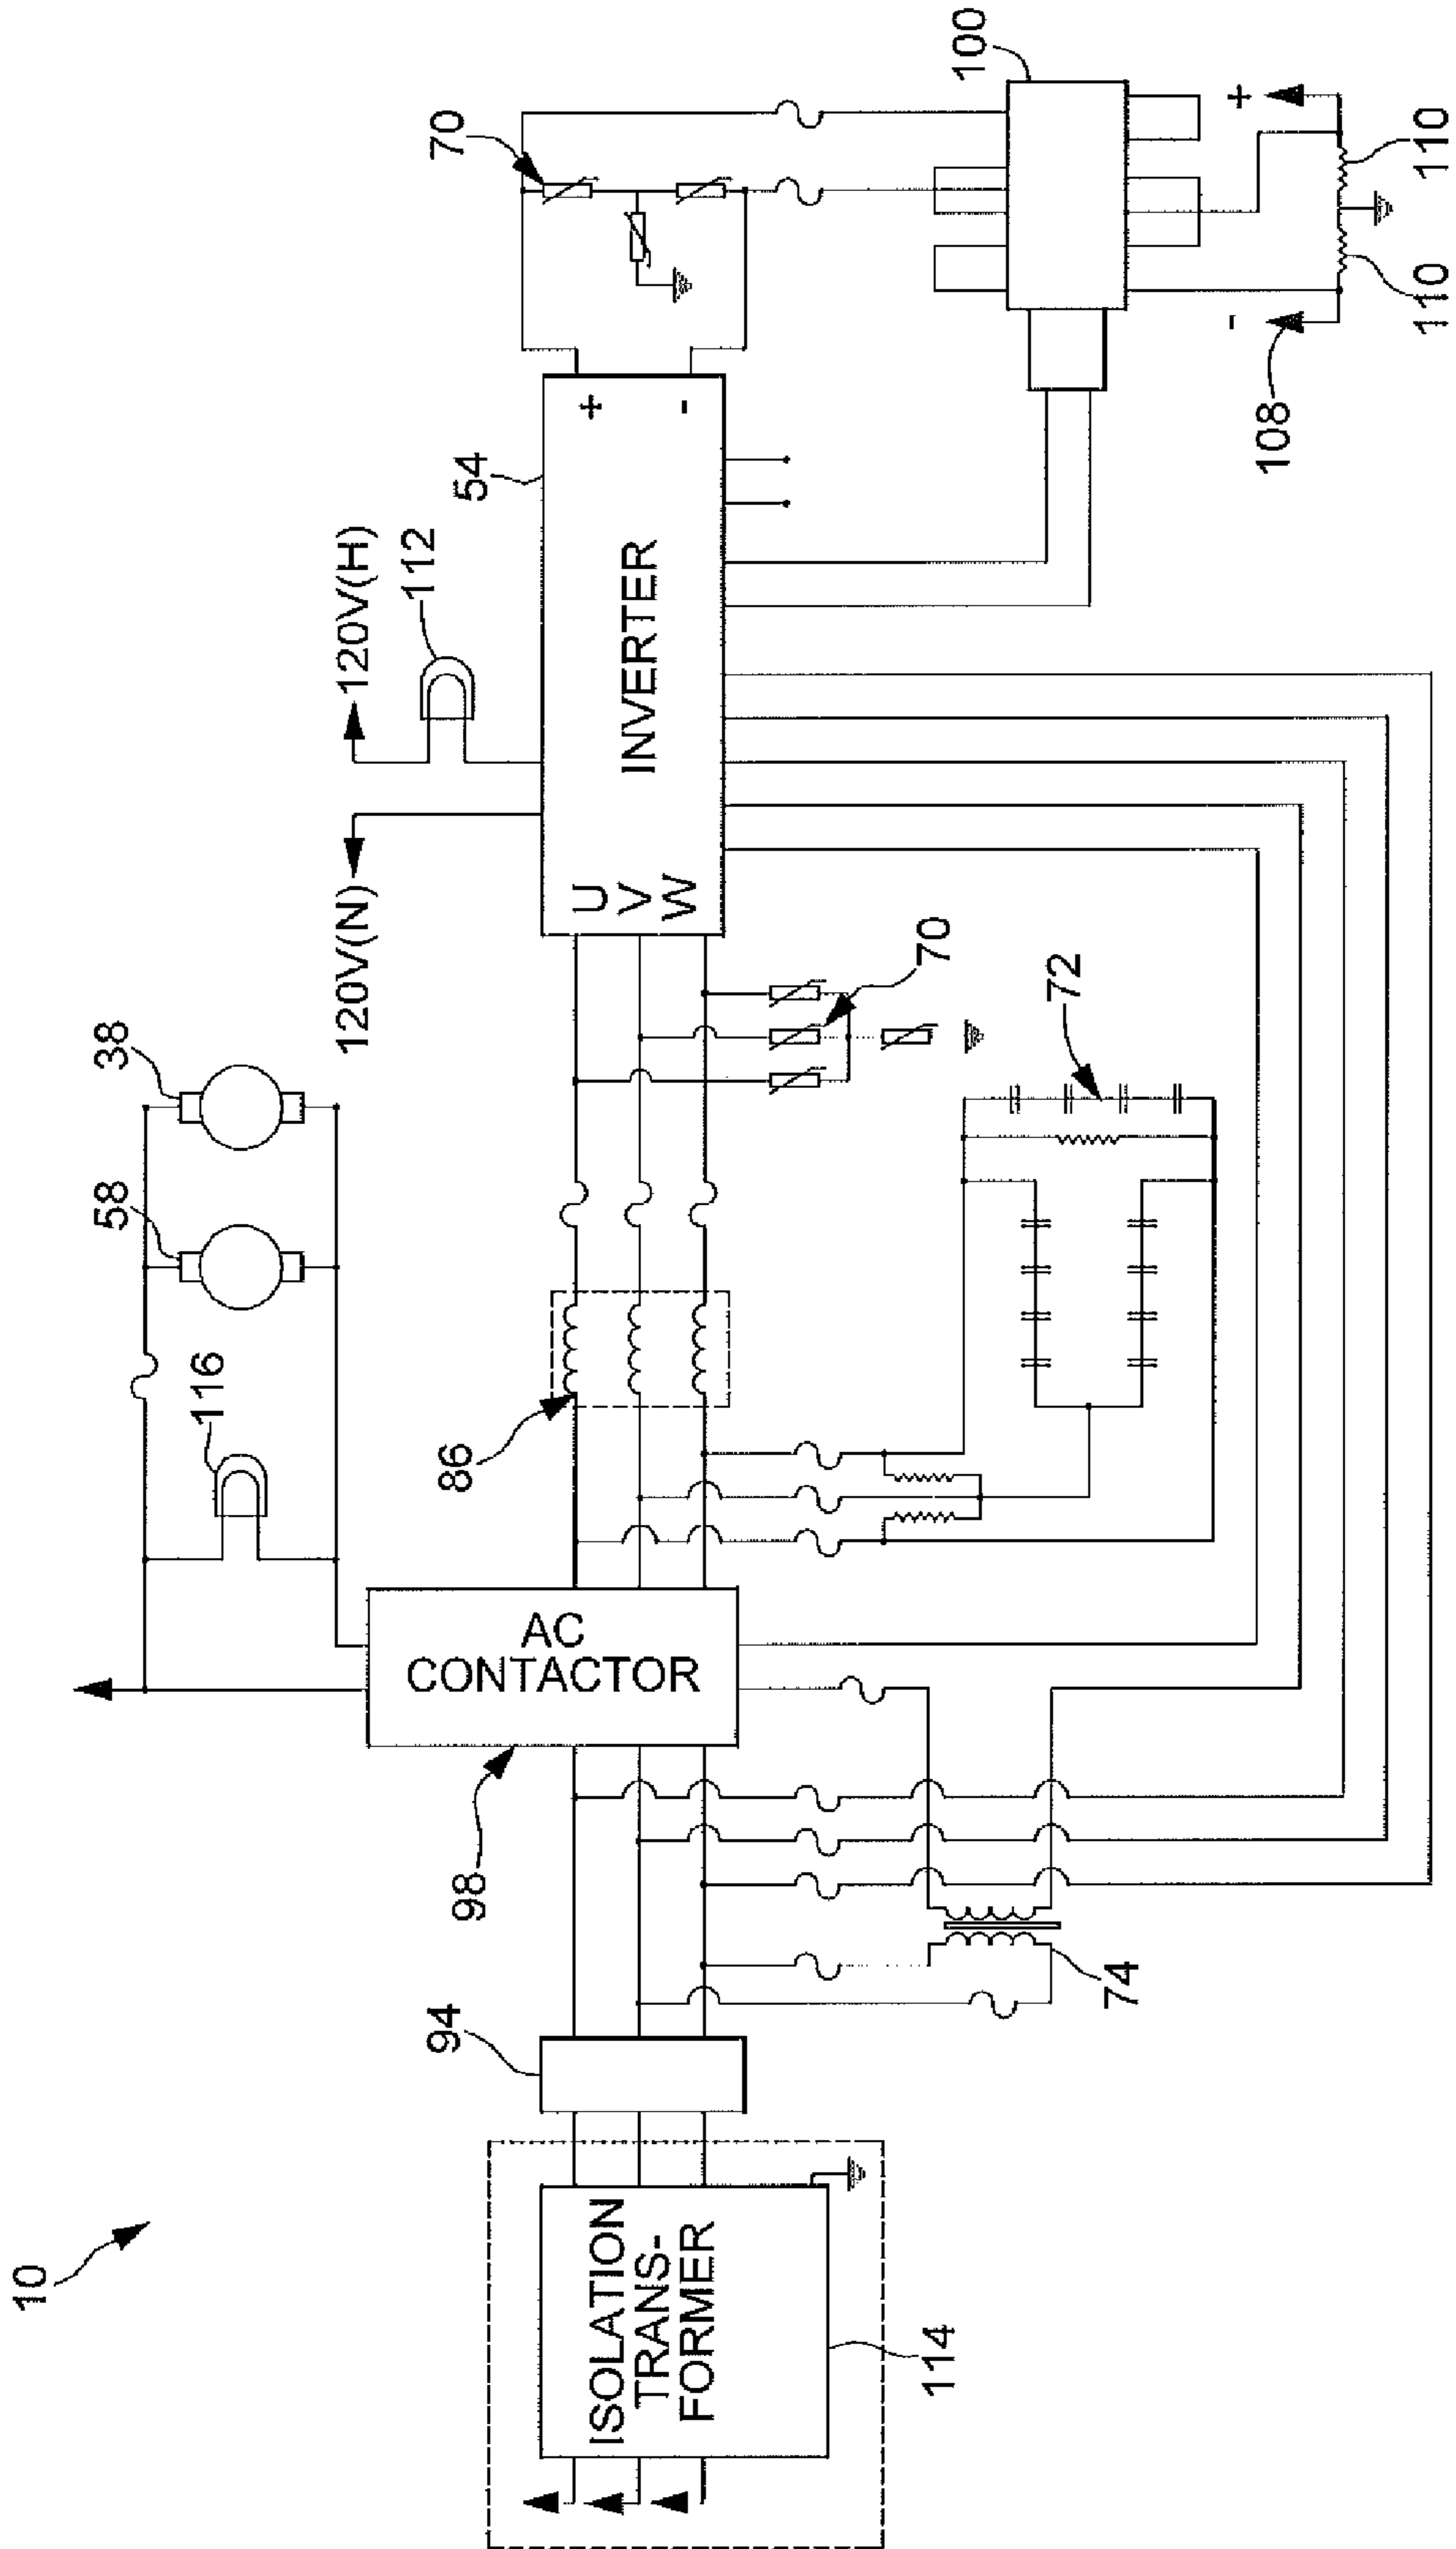 10
116
58
38
120V(N)
120V(H)
112
54
70
98
86
94
AC
CONTACTOR
U
V
W
INVERTER
+
-
ISOLATION
TRANS-
FORMER
114
74
70
72
100
108
-
+
110
110